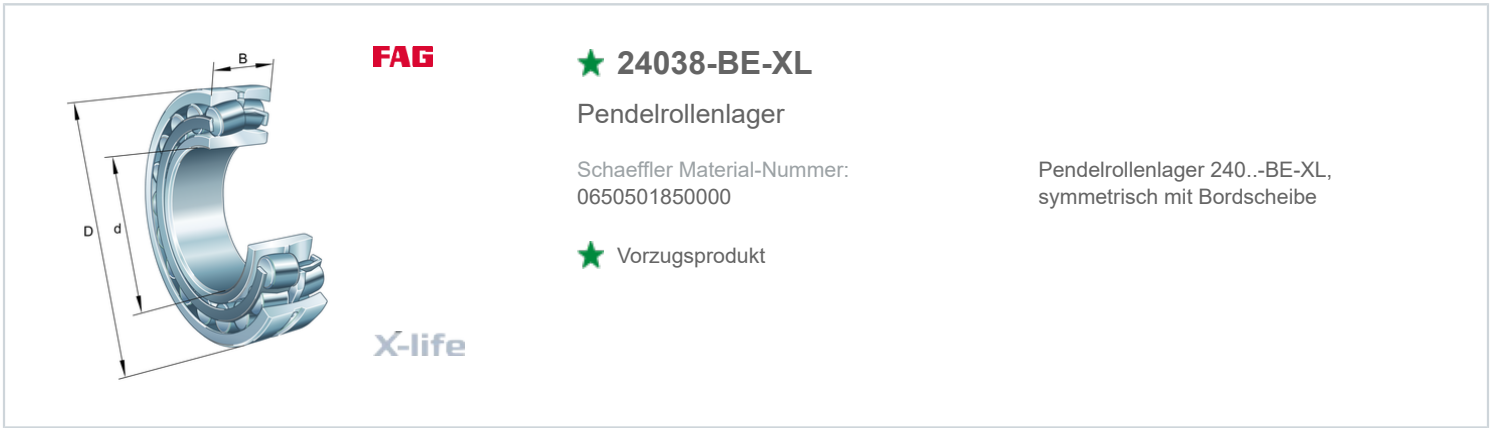 B
D
d
FAG
X-life
24038-BE-XL
Pendelrollenlager
Schaeffler Material-Nummer:
0650501850000
Vorzugsprodukt
Pendelrollenlager 240..-BE-XL,
symmetrisch mit Bordscheibe